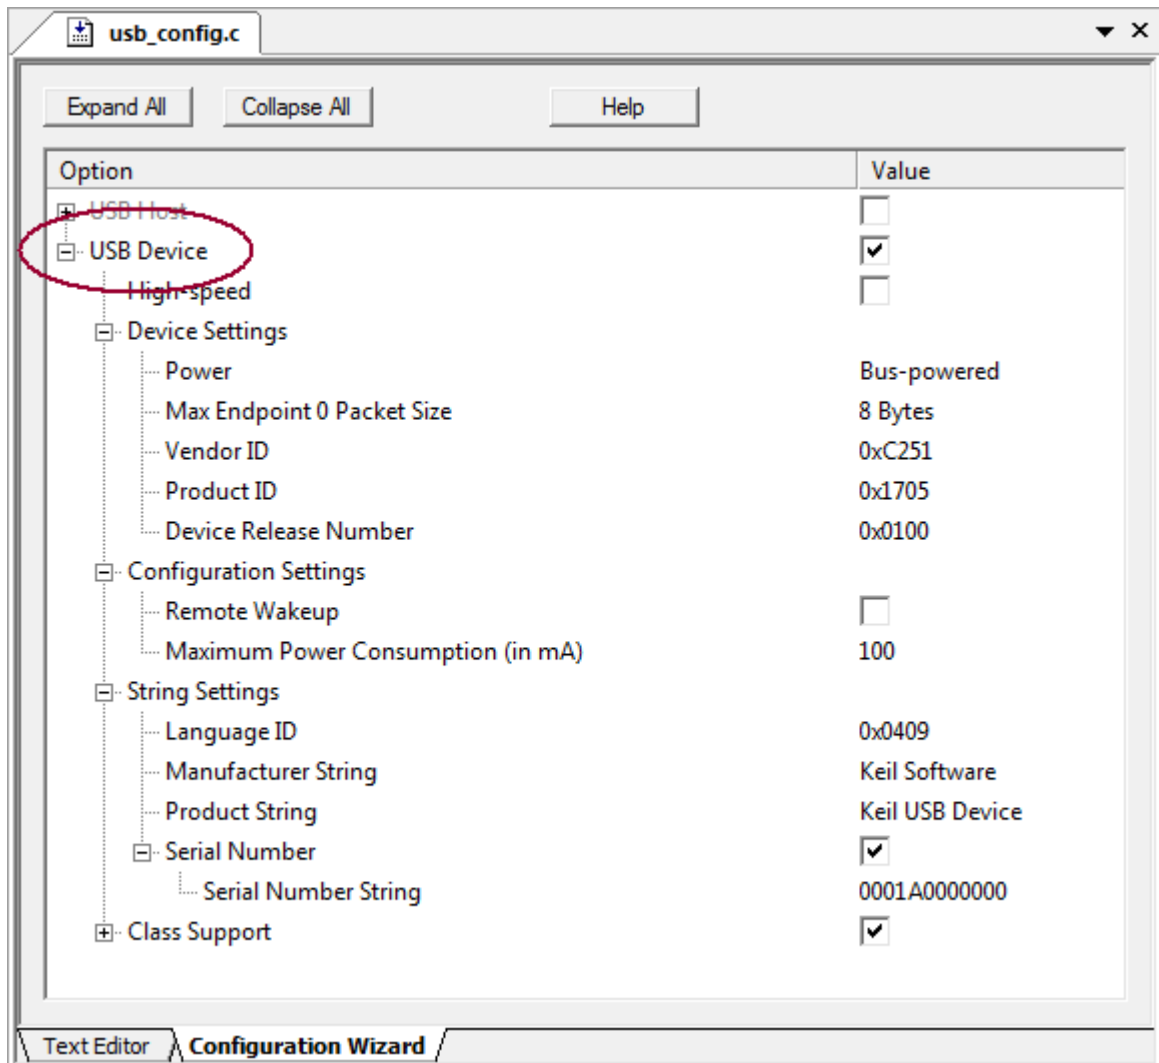 usb_config.c
Expand All Collapse All Help
Option Value
USB Host
USB Device
High-speed
Device Settings
Power Bus-powered
Max Endpoint 0 Packet Size 8 Bytes
Vendor ID 0xC251
Product ID 0x1705
Device Release Number 0x0100
Configuration Settings
Remote Wakeup
Maximum Power Consumption (in mA) 100
String Settings
Language ID 0x0409
Manufacturer String Keil Software
Product String Keil USB Device
Serial Number
Serial Number String 0001A0000000
Class Support
Text Editor Configuration Wizard